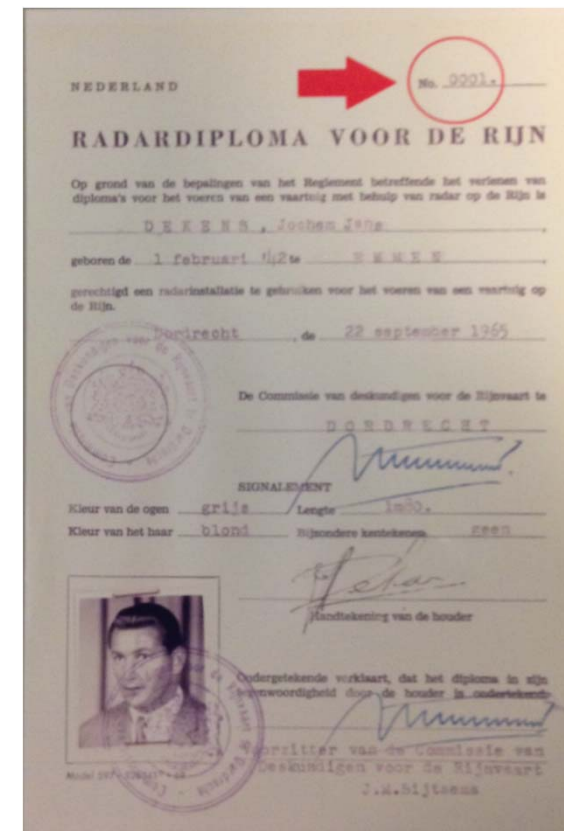 NEDERLAND
No. 0001.
RADARDIPLOMA VOOR DE RIJN
Op grond van de bepalingen van het Reglement betreffende het verlenen van
diploma's voor het voeren van een vaartuig met behulp van radar op de Rijn is
DEKENS, Jochem Jans
geboren de 1 februari '42 te EMMEN
gerechtigd een radarinstallatie te gebruiken voor het voeren van een vaartuig op
de Rijn.
Dordrecht, de 22 september 1965
De Commissie van deskundigen voor de Rijnvaart te
DORDRECHT
SIGNALEMENT
Kleur van de ogen grijs Lengte 1m80.
Kleur van het haar blond Bijzondere kentekenen geen
Handtekening van de houder
Ondergetekende verklaart, dat het diploma in zijn
tegenwoordigheid door de houder is ondertekend.
Voorzitter van de Commissie van
Deskundigen voor de Rijnvaart
J.M.Sijtsema